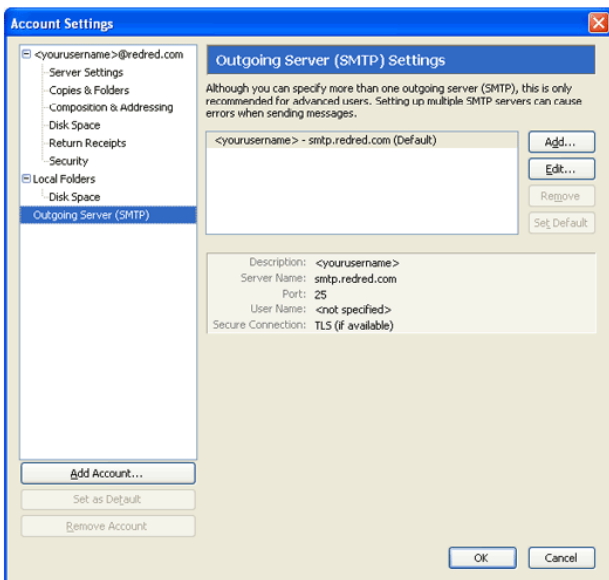 Account Settings
<yourusername>@redred.com
Server Settings
Copies & Folders
Composition & Addressing
Disk Space
Return Receipts
Security
Local Folders
Disk Space
Outgoing Server (SMTP)
Add Account...
Set as Default
Remove Account
Outgoing Server (SMTP) Settings
Although you can specify more than one outgoing server (SMTP), this is only
recommended for advanced users. Setting up multiple SMTP servers can cause
errors when sending messages.
<yourusername> - smtp.redred.com (Default)
Add...
Edit...
Remove
Set Default
Description: <yourusername>
Server Name: smtp.redred.com
Port: 25
User Name: <not specified>
Secure Connection: TLS (if available)
OK
Cancel